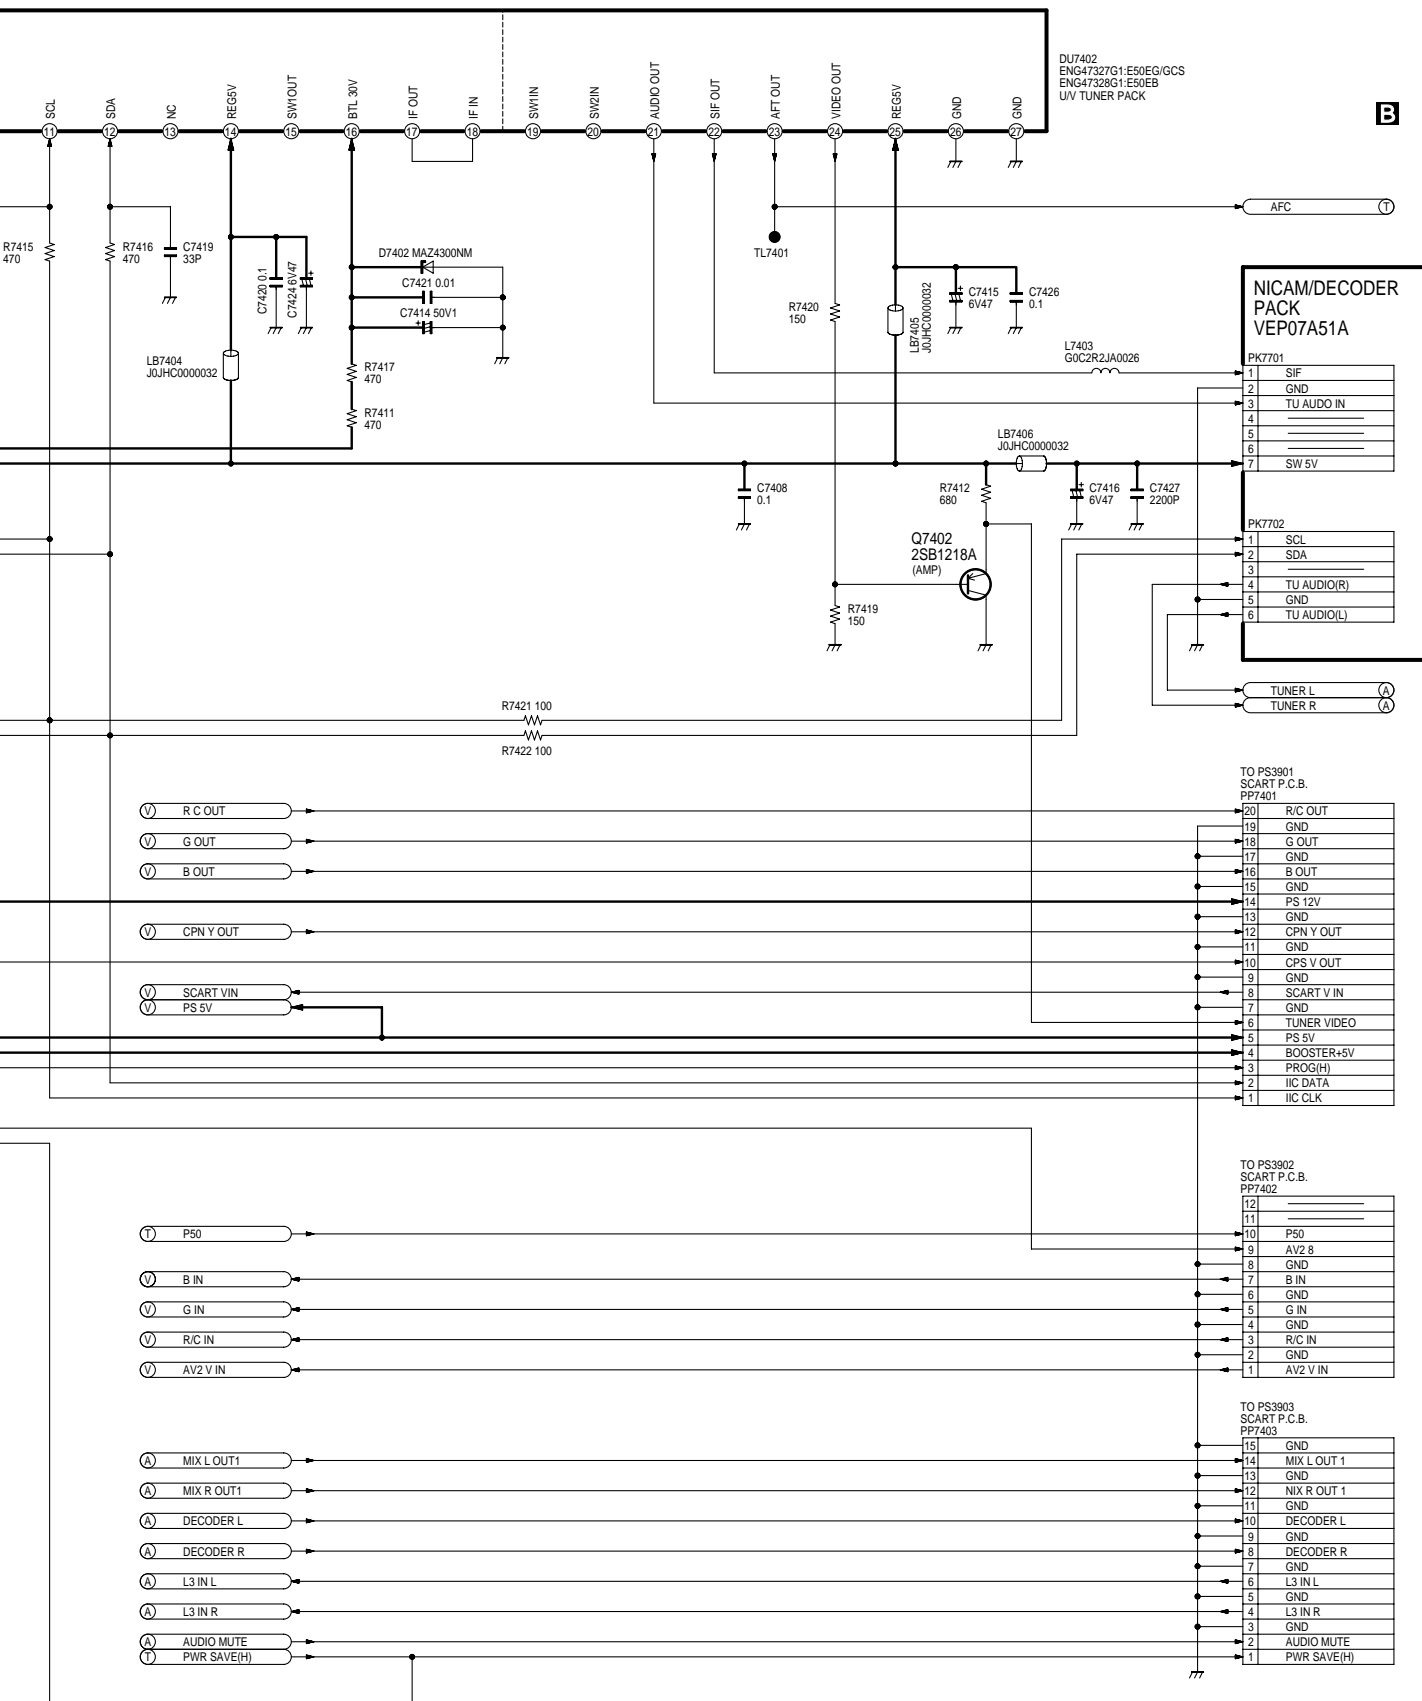 DU7402
ENG47327G1:E50EG/GCS
ENG47328G1:E50EB
U/V TUNER PACK
B
SCL
SDA
NC
REG5V
SW1OUT
BTL 30V
IF OUT
IF IN
SW1IN
SW2IN
AUDIO OUT
SIF OUT
AFT OUT
VIDEO OUT
REG5V
GND
GND
11 12 13 14 15 16 17 18 19 20 21 22 23 24 25 26 27
AFC T
R7415
470
R7416
470
C7419
33P
C7420 0.1
C7424 6V47
D7402 MAZ4300NM
C7421 0.01
C7414 50V1
TL7401
R7420
150
LB7405
J0JHC0000032
C7415
6V47
C7426
0.1
NICAM/DECODER
PACK
VEP07A51A
LB7404
J0JHC0000032
R7417
470
R7411
470
L7403
G0C2R2JA0026
PK7701
1 SIF
2 GND
3 TU AUDO IN
4
5
6
7 SW 5V
LB7406
J0JHC0000032
C7408
0.1
R7412
680
C7416
6V47
C7427
2200P
Q7402
2SB1218A
(AMP)
R7419
150
PK7702
1 SCL
2 SDA
3
4 TU AUDIO(R)
5 GND
6 TU AUDIO(L)
TUNER L A
TUNER R A
R7421 100
R7422 100
TO PS3901
SCART P.C.B.
PP7401
V R C OUT
V G OUT
V B OUT
V CPN Y OUT
V SCART VIN
V PS 5V
20 R/C OUT
19 GND
18 G OUT
17 GND
16 B OUT
15 GND
14 PS 12V
13 GND
12 CPN Y OUT
11 GND
10 CPS V OUT
9 GND
8 SCART V IN
7 GND
6 TUNER VIDEO
5 PS 5V
4 BOOSTER+5V
3 PROG(H)
2 IIC DATA
1 IIC CLK
TO PS3902
SCART P.C.B.
PP7402
T P50
V B IN
V G IN
V R/C IN
V AV2 V IN
12
11
10 P50
9 AV2 8
8 GND
7 B IN
6 GND
5 G IN
4 GND
3 R/C IN
2 GND
1 AV2 V IN
TO PS3903
SCART P.C.B.
PP7403
A MIX L OUT1
A MIX R OUT1
A DECODER L
A DECODER R
A L3 IN L
A L3 IN R
A AUDIO MUTE
T PWR SAVE(H)
15 GND
14 MIX L OUT 1
13 GND
12 NIX R OUT 1
11 GND
10 DECODER L
9 GND
8 DECODER R
7 GND
6 L3 IN L
5 GND
4 L3 IN R
3 GND
2 AUDIO MUTE
1 PWR SAVE(H)